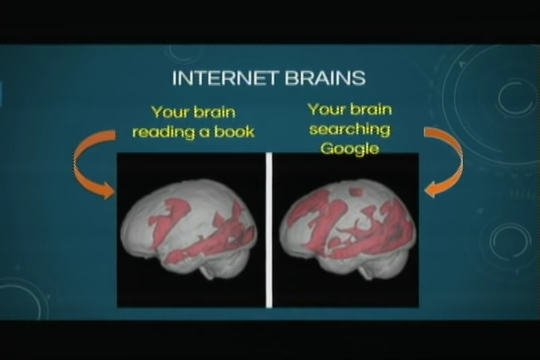 INTERNET BRAINS
Your brain
reading a book
Your brain
searching
Google